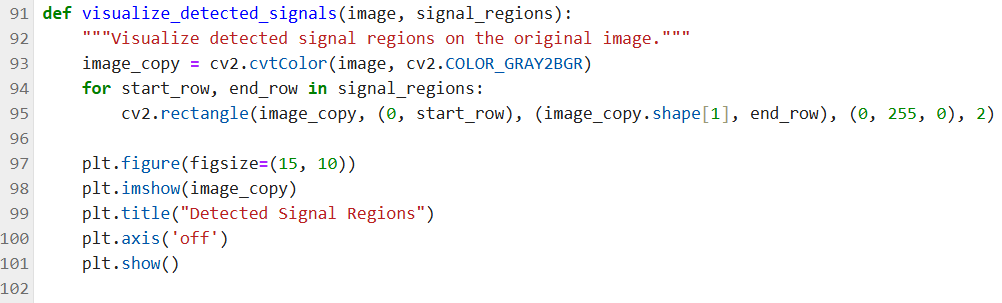 91 def visualize_detected_signals(image, signal_regions):
92     """Visualize detected signal regions on the original image."""
93     image_copy = cv2.cvtColor(image, cv2.COLOR_GRAY2BGR)
94     for start_row, end_row in signal_regions:
95         cv2.rectangle(image_copy, (0, start_row), (image_copy.shape[1], end_row), (0, 255, 0), 2)
96
97     plt.figure(figsize=(15, 10))
98     plt.imshow(image_copy)
99     plt.title("Detected Signal Regions")
100     plt.axis('off')
101     plt.show()
102